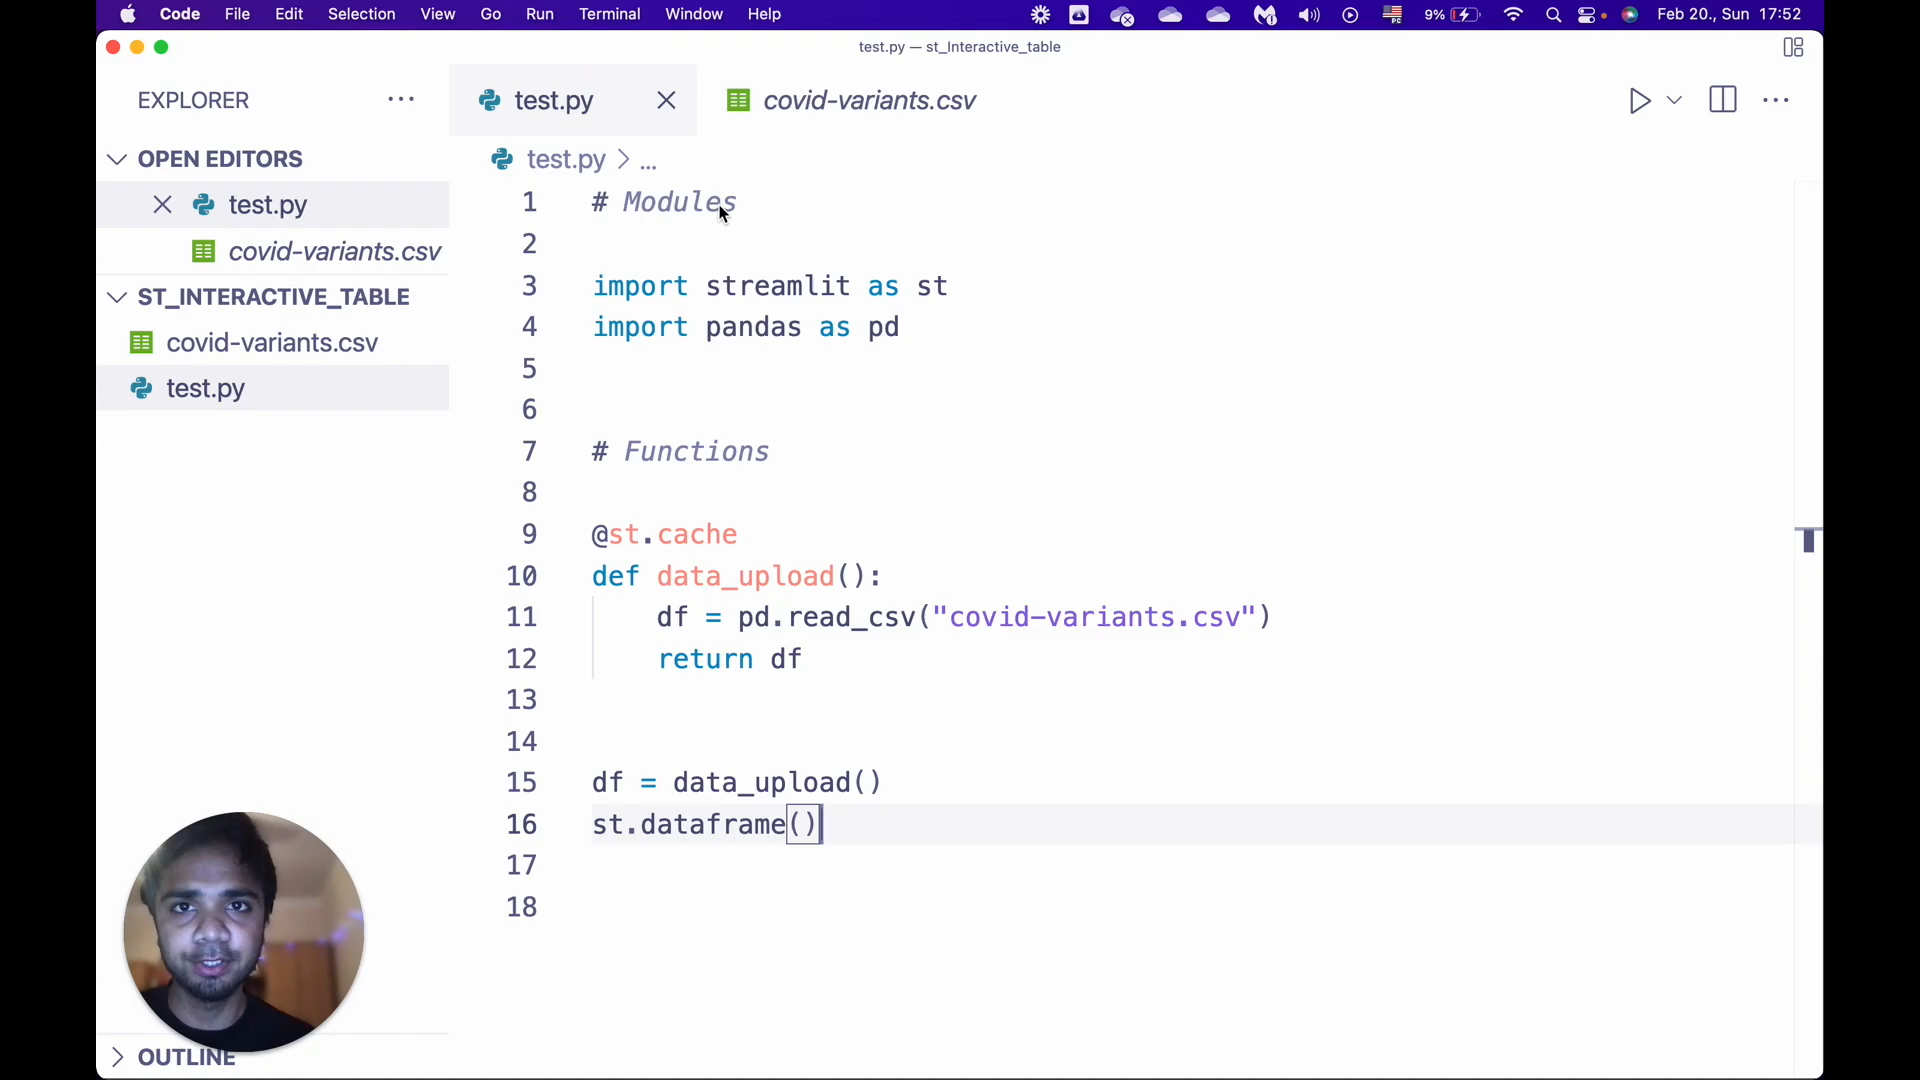 Code File Edit Selection View Go Run Terminal Window Help 9% Feb 20., Sun 17:52
test.py — st_Interactive_table
EXPLORER
test.py
covid-variants.csv
OPEN EDITORS
test.py
covid-variants.csv
ST_INTERACTIVE_TABLE
covid-variants.csv
test.py
OUTLINE
test.py > ...
1 # Modules
2
3 import streamlit as st
4 import pandas as pd
5
6
7 # Functions
8
9 @st.cache
10 def data_upload():
11 df = pd.read_csv("covid-variants.csv")
12 return df
13
14
15 df = data_upload()
16 st.dataframe()
17
18